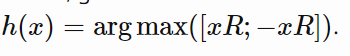 h(x) = arg max([xR; −xR]).